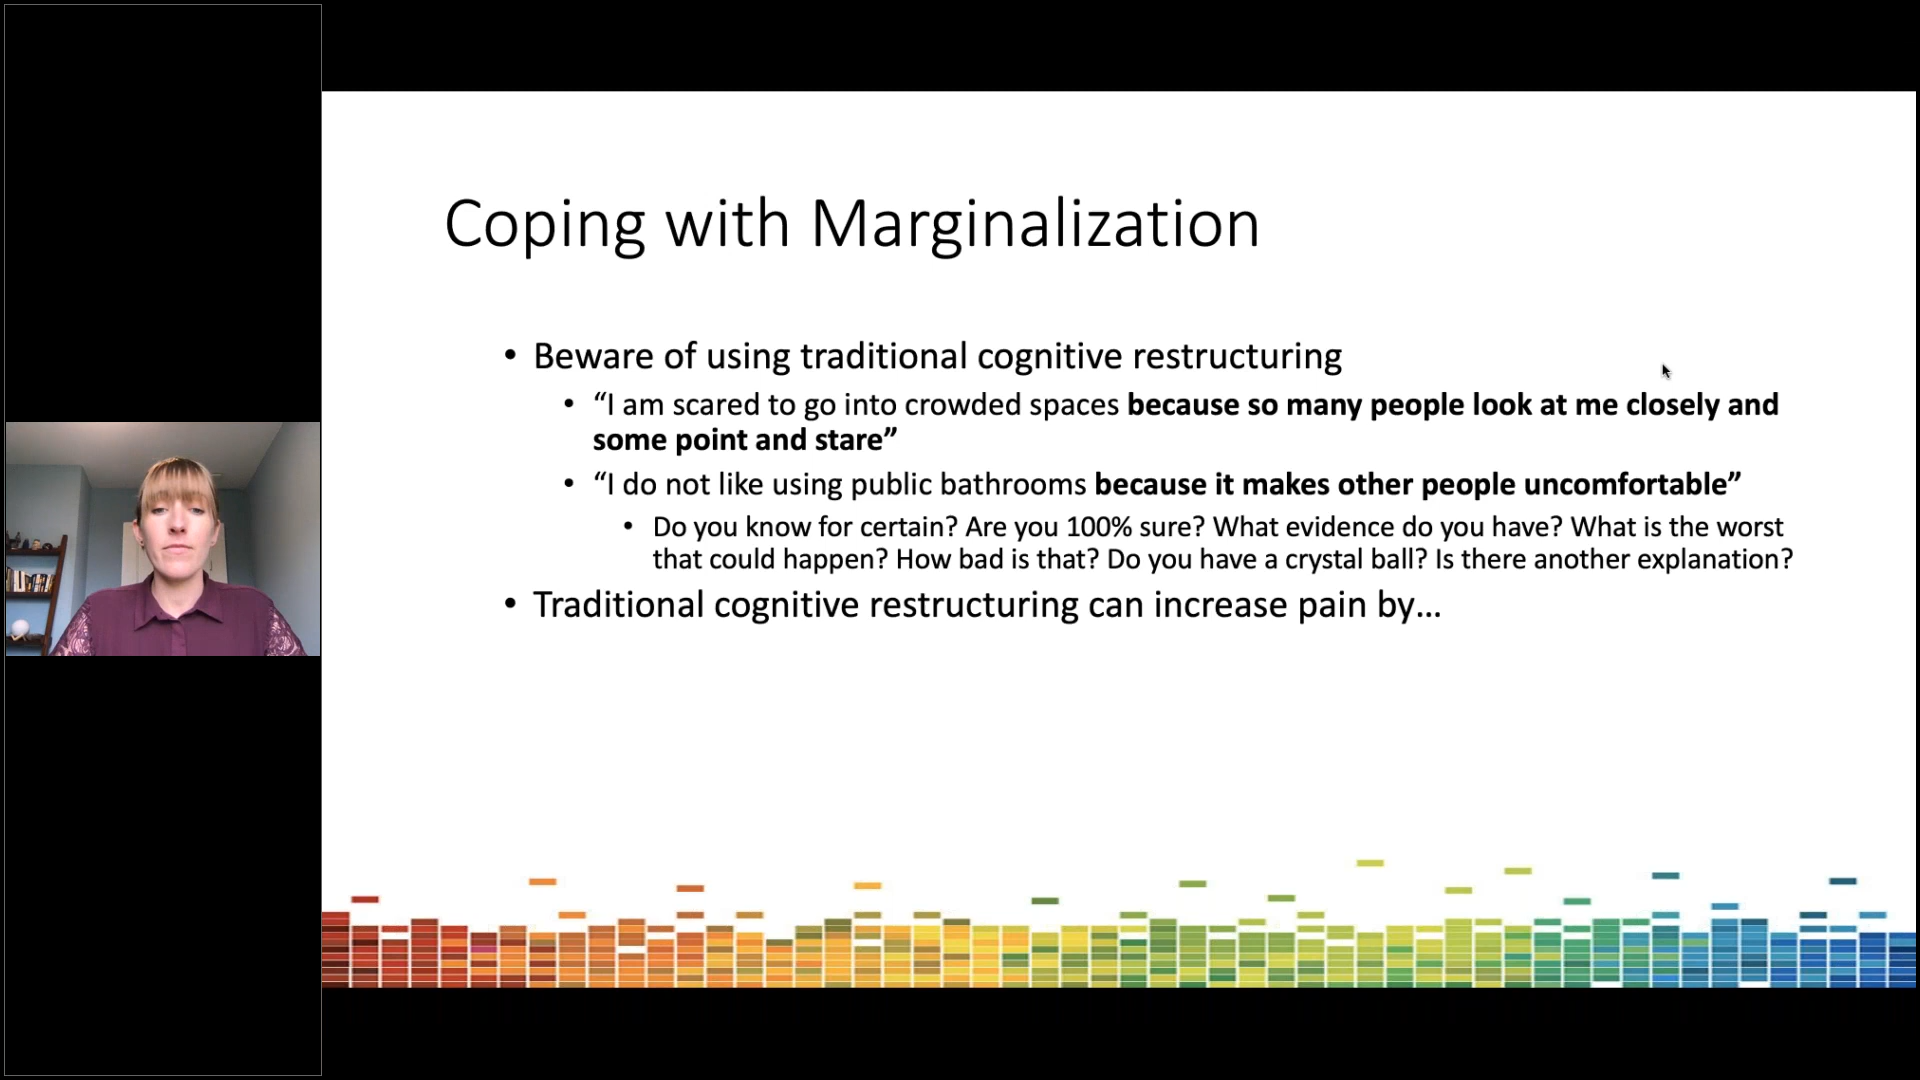 Coping with Marginalization
• Beware of using traditional cognitive restructuring
• “I am scared to go into crowded spaces because so many people look at me closely and
some point and stare”
• “I do not like using public bathrooms because it makes other people uncomfortable”
• Do you know for certain? Are you 100% sure? What evidence do you have? What is the worst
that could happen? How bad is that? Do you have a crystal ball? Is there another explanation?
• Traditional cognitive restructuring can increase pain by…